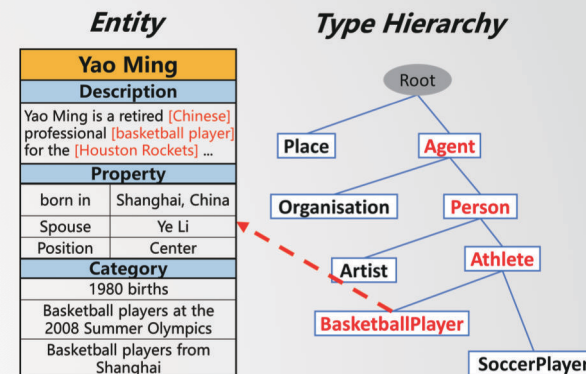 Entity
Type Hierarchy
Yao Ming
Description
Yao Ming is a retired [Chinese]
professional [basketball player]
for the [Houston Rockets] ...
Property
born in Shanghai, China
Spouse Ye Li
Position Center
Category
1980 births
Basketball players at the
2008 Summer Olympics
Basketball players from
Shanghai
Root
Place
Agent
Organisation
Person
Artist
Athlete
BasketballPlayer
SoccerPlayer